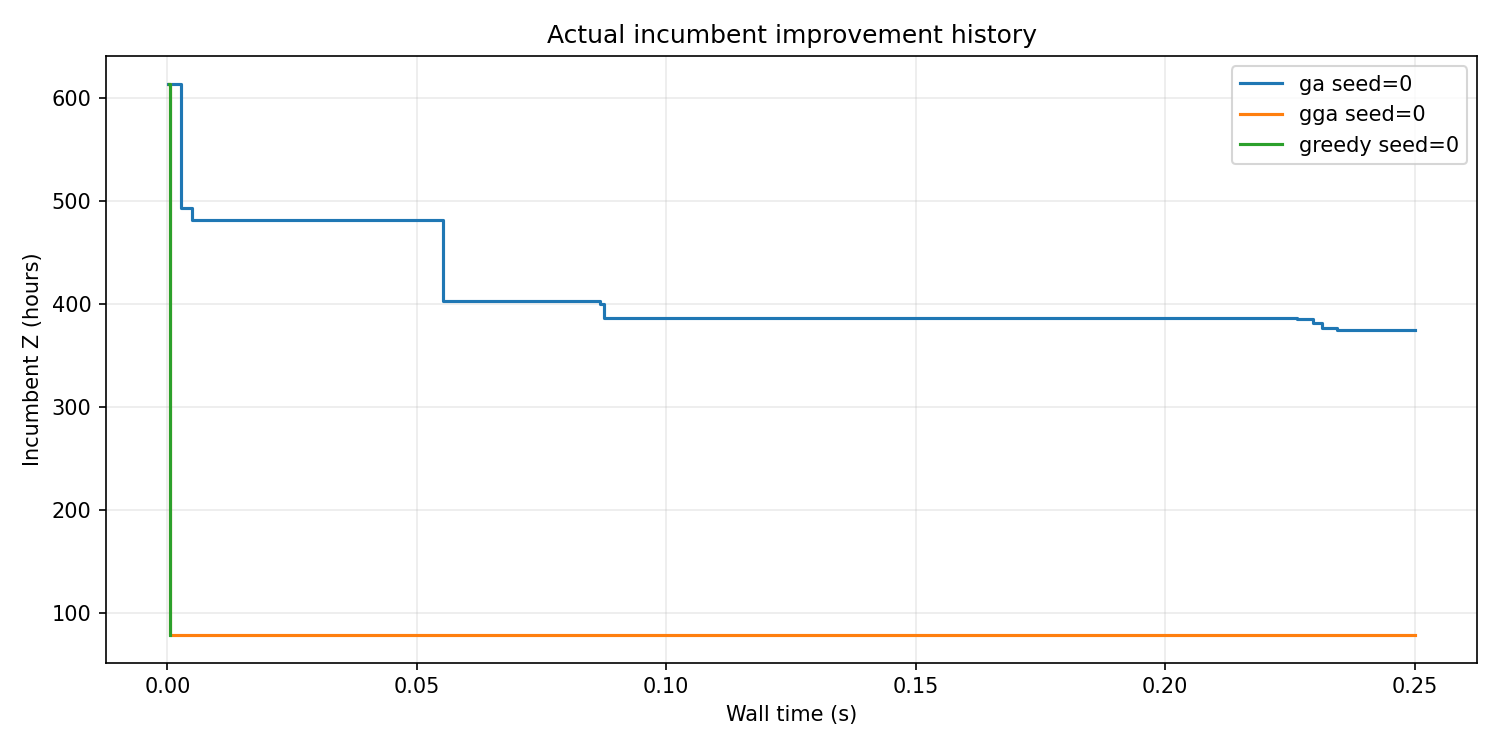 Actual incumbent improvement history
ga seed=0
gga seed=0
greedy seed=0
Incumbent Z (hours)
600
500
400
300
200
100
0.00 0.05 0.10 0.15 0.20 0.25
Wall time (s)